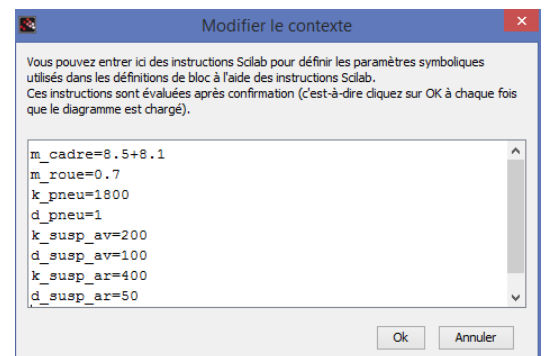 Modifier le contexte
Vous pouvez entrer ici des instructions Scilab pour définir les paramètres symboliques
utilisés dans les définitions de bloc à l'aide des instructions Scilab.
Ces instructions sont évaluées après confirmation (c'est-à-dire cliquez sur OK à chaque fois
que le diagramme est chargé).
m_cadre=8.5+8.1
m_roue=0.7
k_pneu=1800
d_pneu=1
k_susp_av=200
d_susp_av=100
k_susp_ar=400
d_susp_ar=50
Ok Annuler